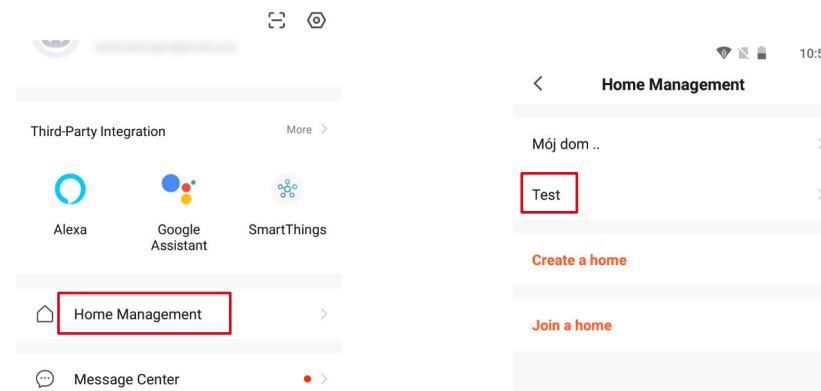 Third-Party Integration
More
Alexa
Google
Assistant
SmartThings
Home Management
Message Center
10:5
Home Management
Mój dom ..
Test
Create a home
Join a home